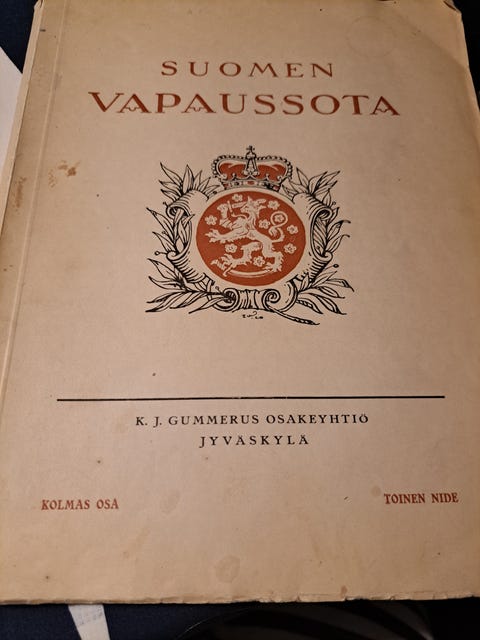 SUOMEN
VAPAUSSOTA
K. J. GUMMERUS OSAKEYHTIÖ
JYVÄSKYLÄ
KOLMAS OSA
TOINEN NIDE